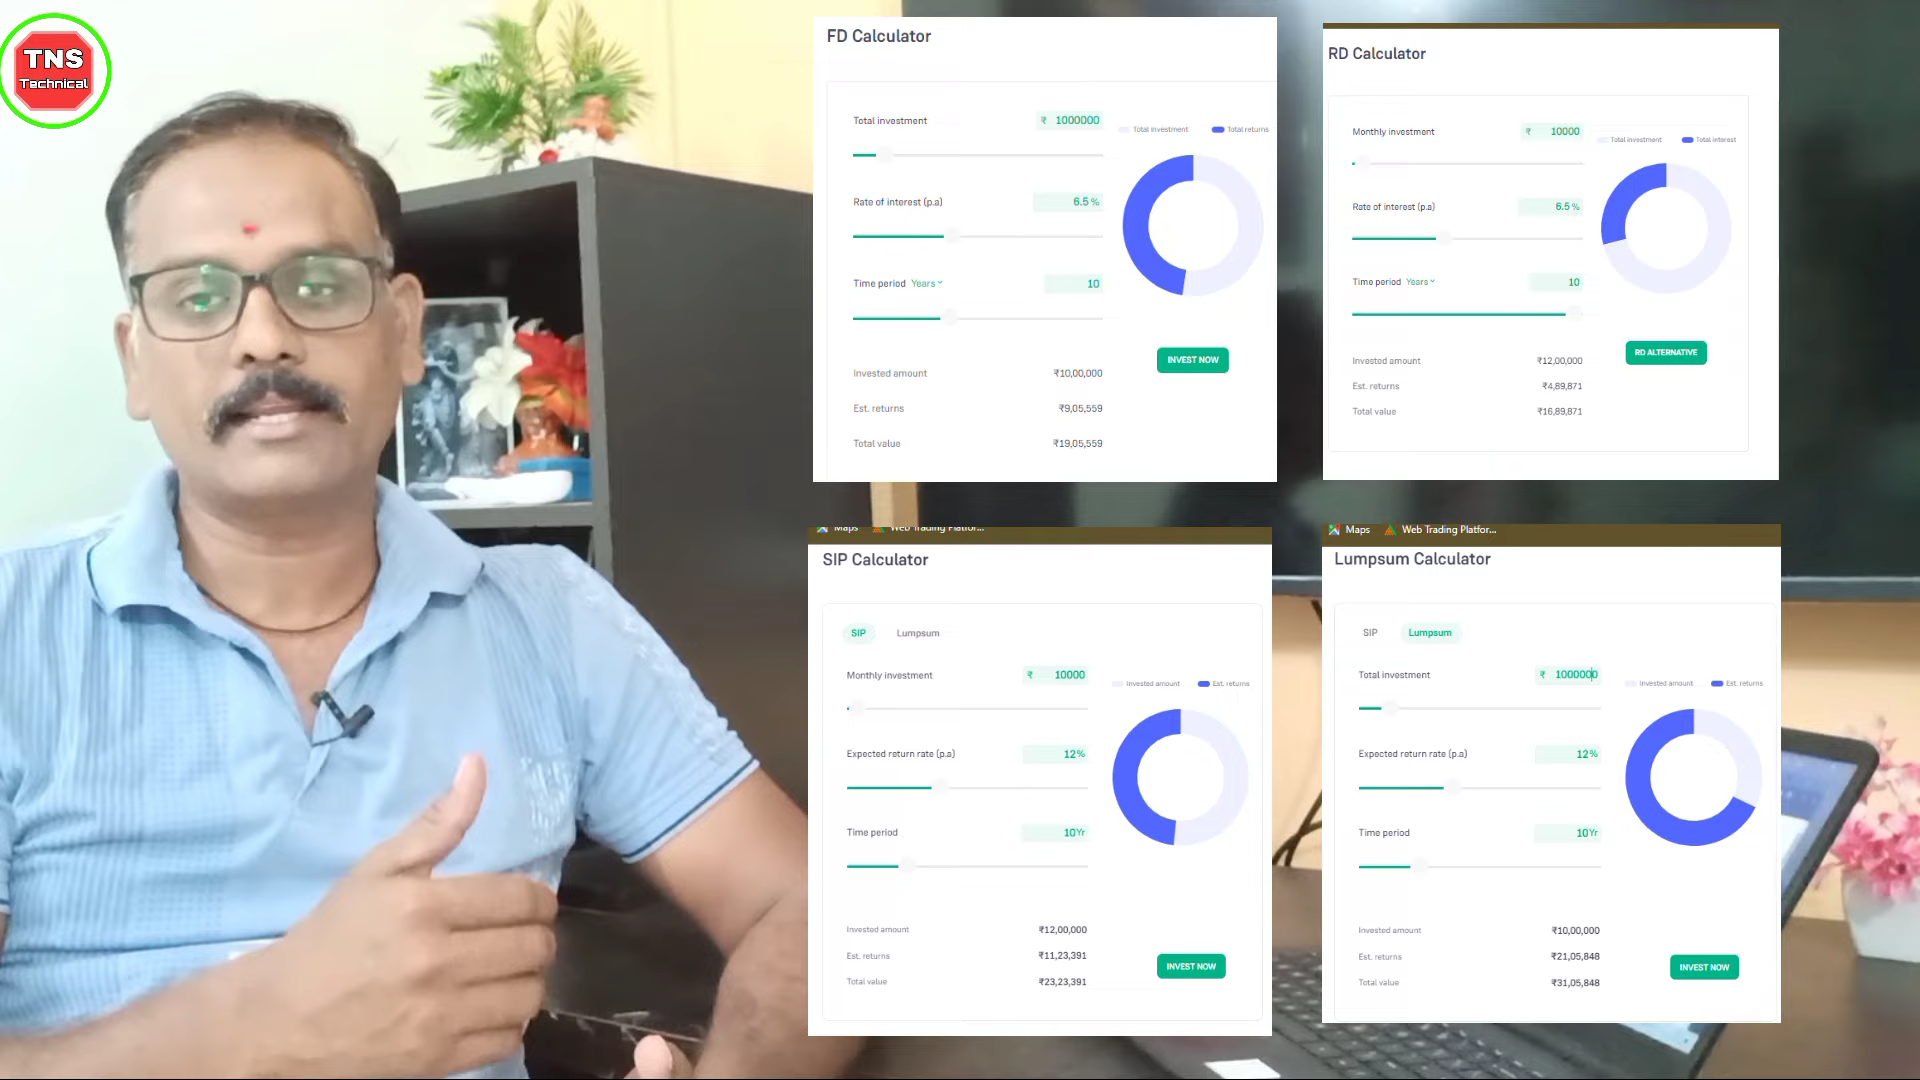 TNS
Technical
FD Calculator
Total investment ₹ 1000000
Total investment Total returns
Rate of interest (p.a) 6.5 %
Time period Years 10
INVEST NOW
Invested amount ₹10,00,000
Est. returns ₹9,05,559
Total value ₹19,05,559
RD Calculator
Monthly investment ₹ 10000
Total investment Total interest
Rate of interest (p.a) 6.5 %
Time period Years 10
RD ALTERNATIVE
Invested amount ₹12,00,000
Est. returns ₹4,89,871
Total value ₹16,89,871
Maps Web Trading Platfor...
SIP Calculator
SIP Lumpsum
Monthly investment ₹ 10000
Invested amount Est. returns
Expected return rate (p.a) 12%
Time period 10Yr
Invested amount ₹12,00,000
Est. returns ₹11,23,391
INVEST NOW
Total value ₹23,23,391
Maps Web Trading Platfor...
Lumpsum Calculator
SIP Lumpsum
Total investment ₹ 1000000
Invested amount Est. returns
Expected return rate (p.a) 12%
Time period 10Yr
Invested amount ₹10,00,000
Est. returns ₹21,05,848
INVEST NOW
Total value ₹31,05,848